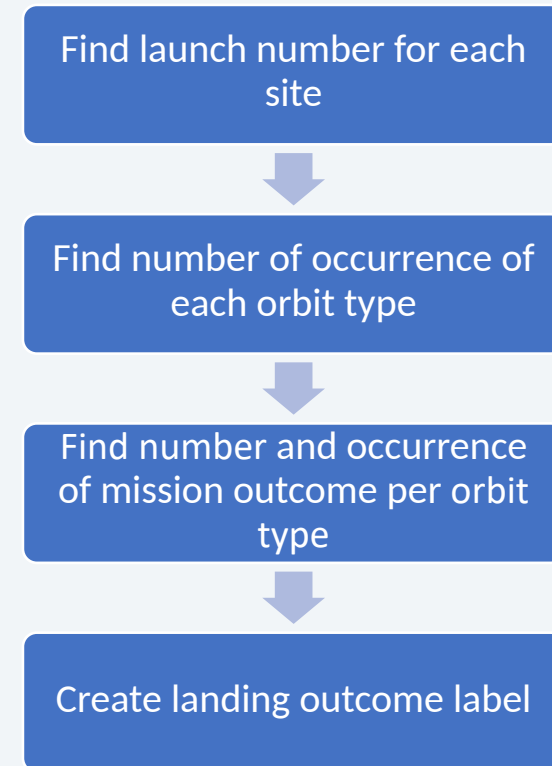 Find launch number for each
site
Find number of occurrence of
each orbit type
Find number and occurrence
of mission outcome per orbit
type
Create landing outcome label